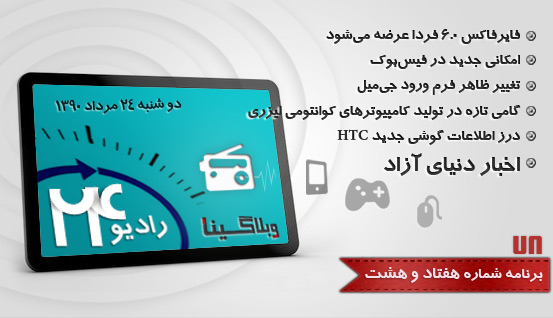 فایرفاکس ۶.۰ فردا عرضه می‌شود
امکانی جدید در فیس‌بوک
تغییر ظاهر فرم ورود جی‌میل
گامی تازه در تولید کامپیوترهای کوانتومی لیزری
درز اطلاعات گوشی جدید HTC
اخبار دنیای آزاد
دو شنبه ۲۴ مرداد ۱۳۹۰
رادیو ۲۴
وبلاگینا
UN
برنامه شماره هفتاد و هشت